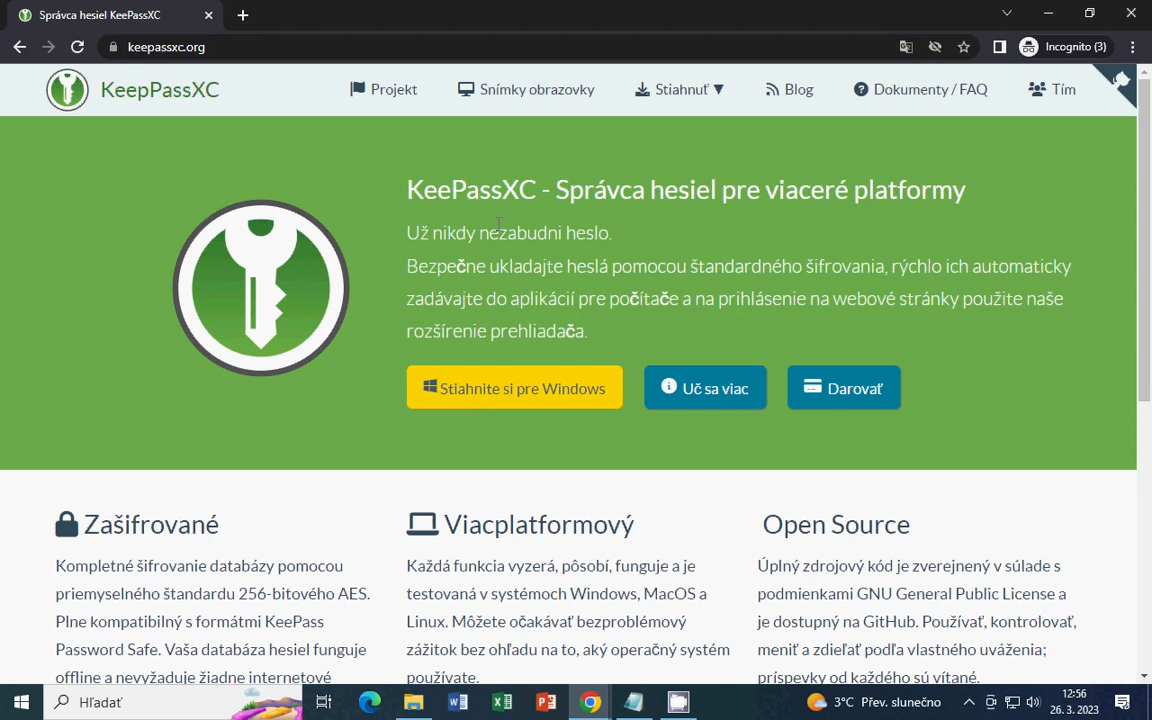 Správca hesiel KeePassXC
keepassxc.org
Incognito (3)
KeePassXC
Projekt
Snímky obrazovky
Stiahnuť ▼
Blog
Dokumenty / FAQ
Tím
KeePassXC - Správca hesiel pre viaceré platformy
Už nikdy nezabudni heslo.
Bezpečne ukladajte heslá pomocou štandardného šifrovania, rýchlo ich automaticky
zadávajte do aplikácií pre počítače a na prihlásenie na webové stránky použite naše
rozšírenie prehliadača.
Stiahnite si pre Windows
Uč sa viac
Darovať
Zašifrované
Kompletné šifrovanie databázy pomocou
priemyselného štandardu 256-bitového AES.
Plne kompatibilný s formátmi KeePass
Password Safe. Vaša databáza hesiel funguje
offline a nevyžaduje žiadne internetové
Viacplatformový
Každá funkcia vyzerá, pôsobí, funguje a je
testovaná v systémoch Windows, MacOS a
Linux. Môžete očakávať bezproblémový
zážitok bez ohľadu na to, aký operačný systém
používate.
Open Source
Úplný zdrojový kód je zverejnený v súlade s
podmienkami GNU General Public License a
je dostupný na GitHub. Používať, kontrolovať,
meniť a zdieľať podľa vlastného uváženia;
príspevky od každého sú vítané.
Hľadať
3°C Přev. slunečno
12:56
26. 3. 2023